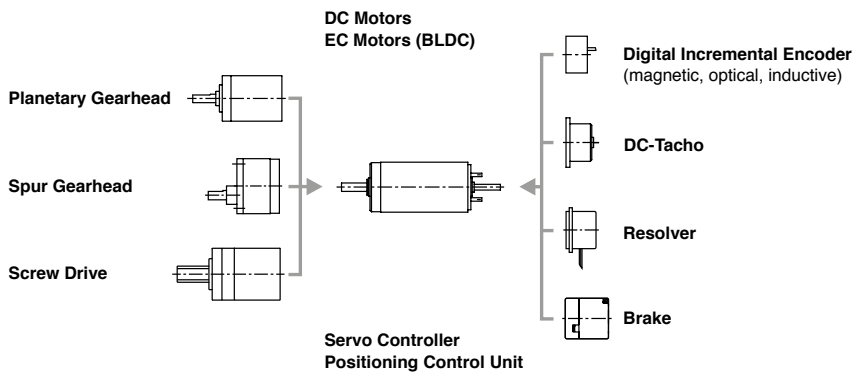 DC Motors
EC Motors (BLDC)
Planetary Gearhead
Spur Gearhead
Screw Drive
Digital Incremental Encoder
(magnetic, optical, inductive)
DC-Tacho
Resolver
Brake
Servo Controller
Positioning Control Unit